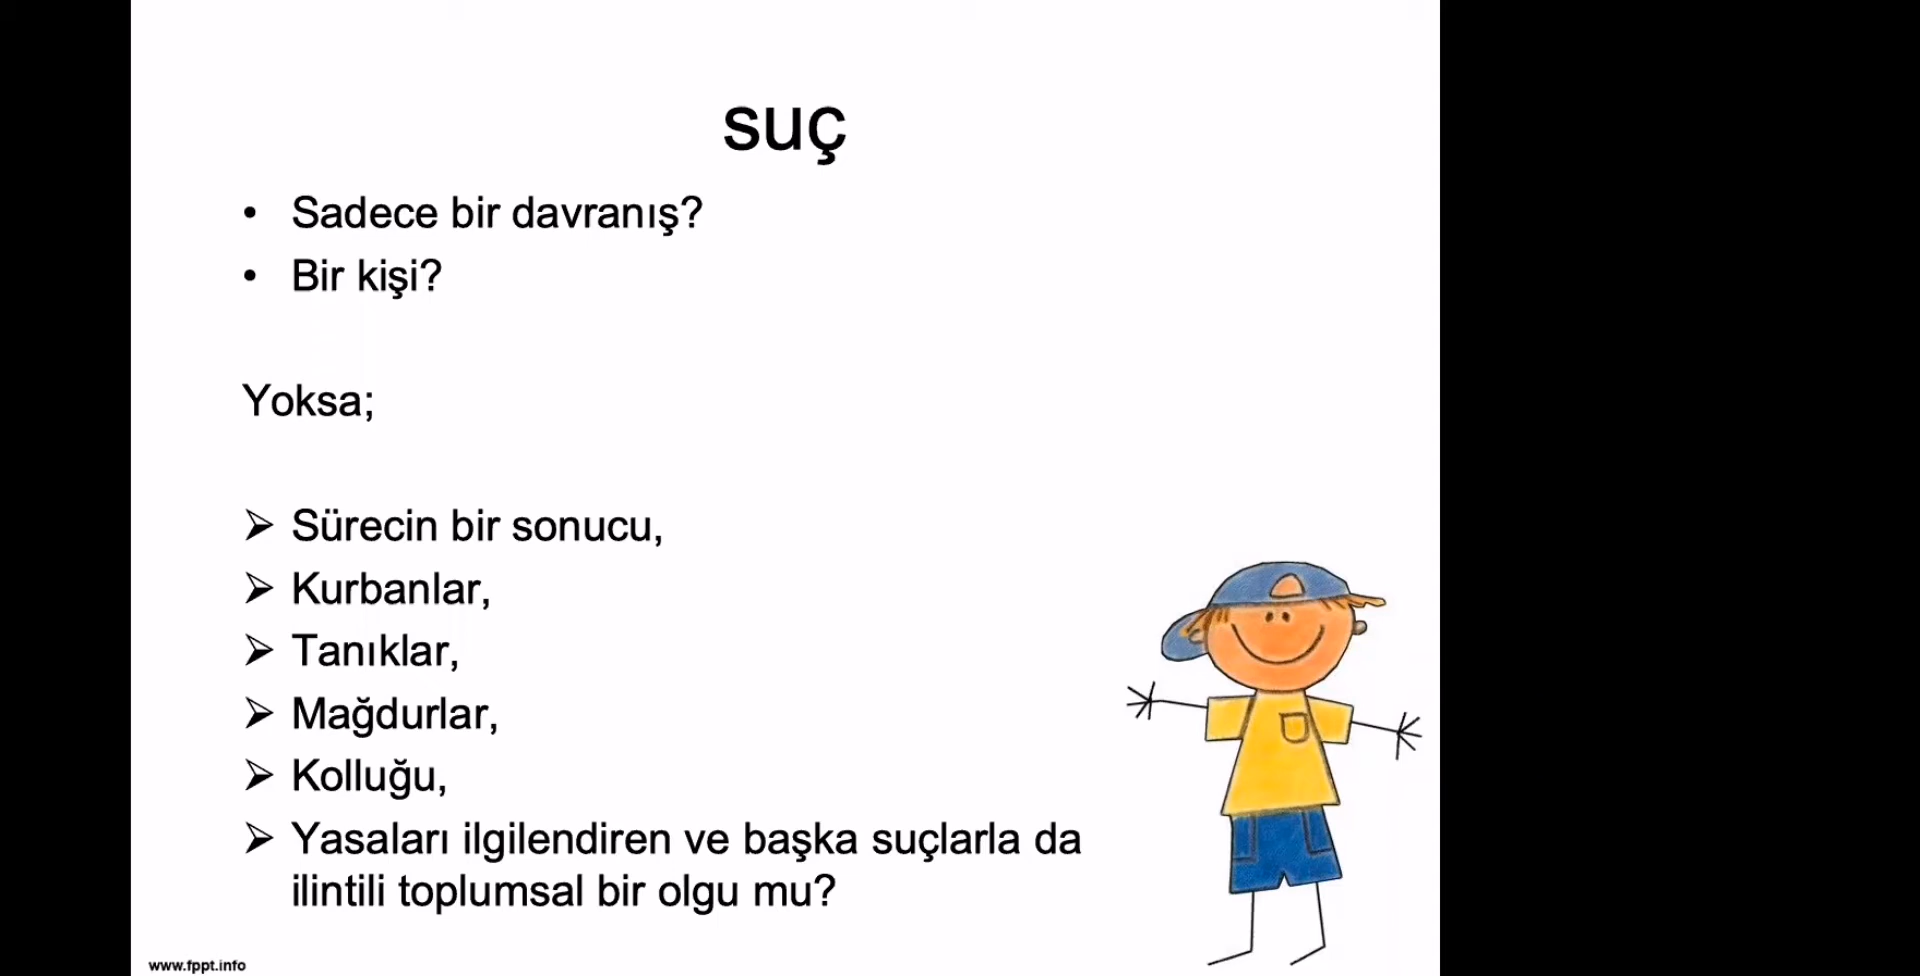 suç
• Sadece bir davranış?
• Bir kişi?
Yoksa;
➢ Sürecin bir sonucu,
➢ Kurbanlar,
➢ Tanıklar,
➢ Mağdurlar,
➢ Kolluğu,
➢ Yasaları ilgilendiren ve başka suçlarla da
ilintili toplumsal bir olgu mu?
www.fppt.info